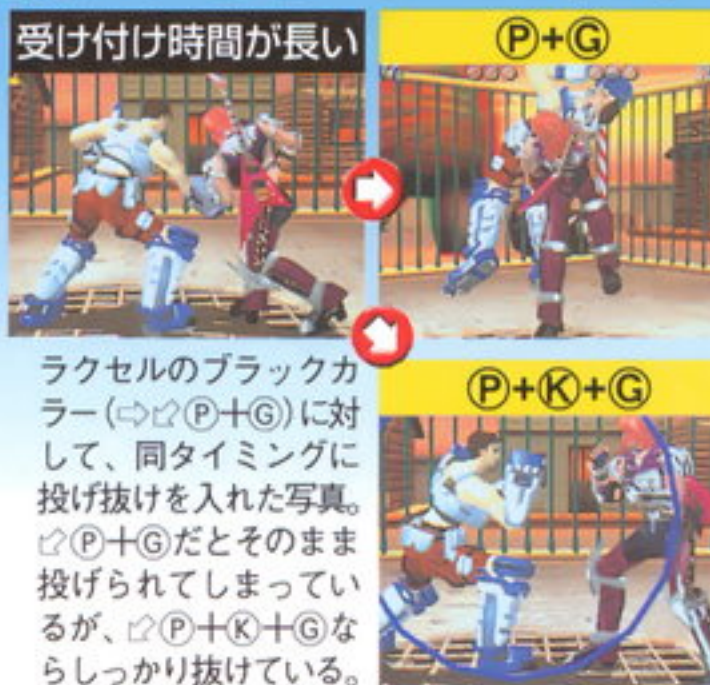 受け付け時間が長い
Ⓟ+Ⓖ
Ⓟ+Ⓚ+Ⓖ
ラクセルのブラックカ
ラー(⇨⬃Ⓟ+Ⓖ)に対
して、同タイミングに
投げ抜けを入れた写真。
⬃Ⓟ+Ⓖだとそのまま
投げられてしまってい
るが、⬃Ⓟ+Ⓚ+Ⓖな
らしっかり抜けている。